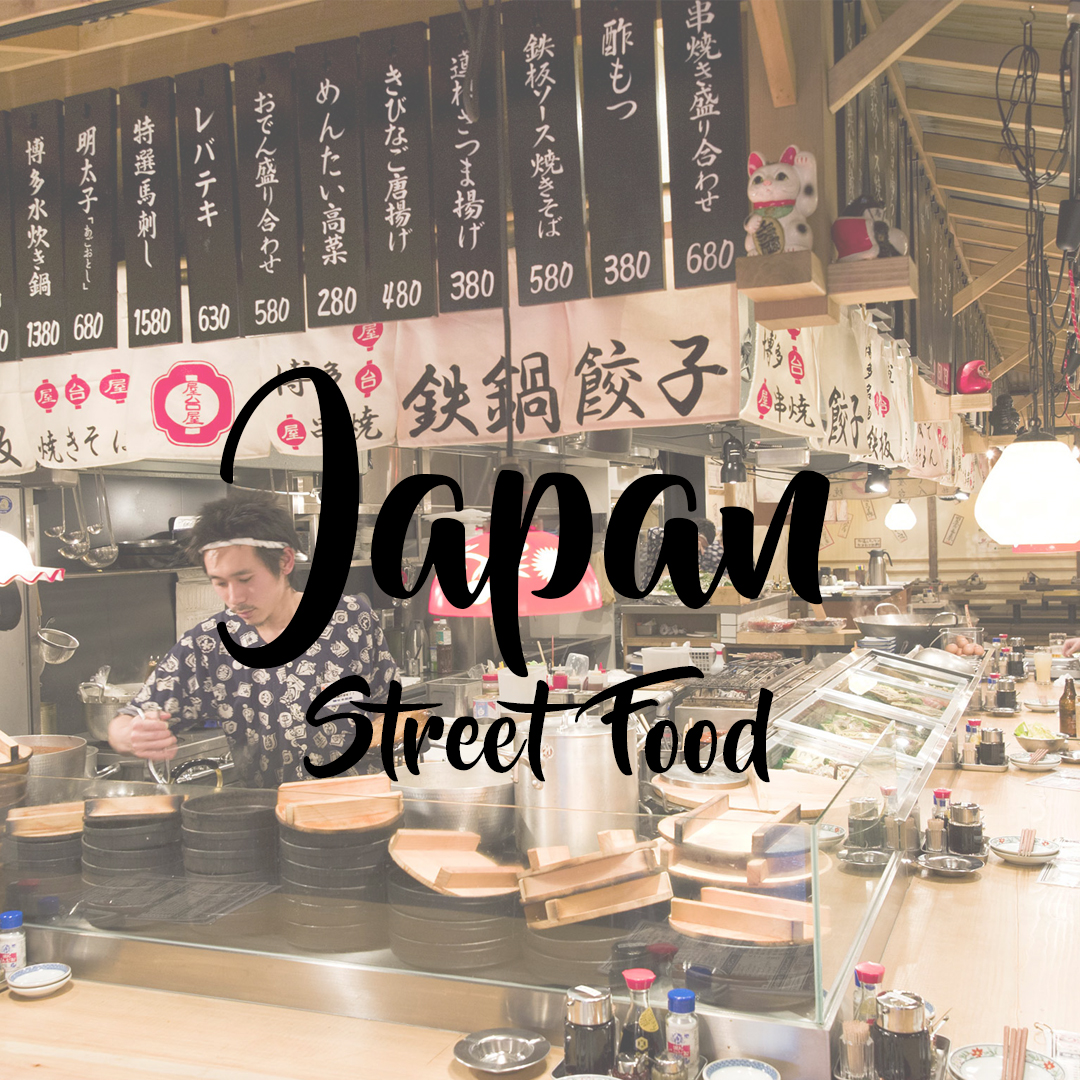 博多水炊き鍋
1380
明太子「あごおとし」
680
特選馬刺し
1580
レバテキ
630
おでん盛り合わせ
580
めんたい高菜
280
きびなご唐揚げ
480
つま揚げ
380
鉄板ソース焼きそば
580
酢もつ
380
串焼き盛り合わせ
680
屋台屋
屋台屋
焼きそ
博多
屋台
串焼
鉄鍋餃子
博多
屋台
串焼
餃子
鉄板
Japan
Street Food